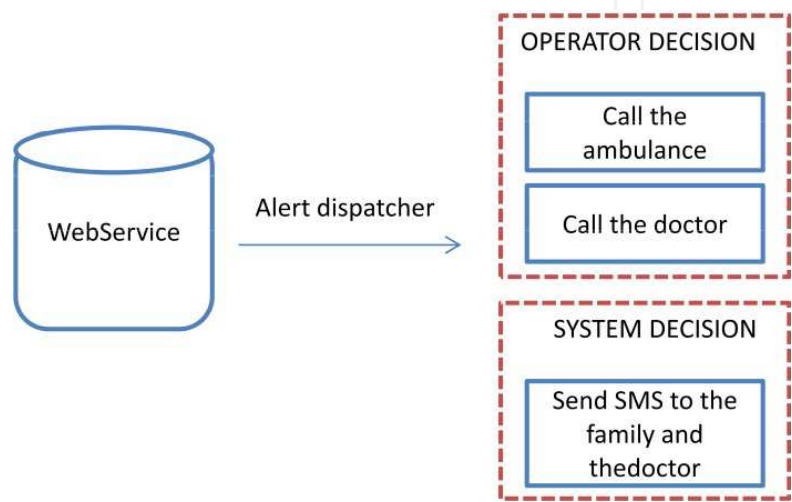 WebService
Alert dispatcher
OPERATOR DECISION
Call the
ambulance
Call the doctor
SYSTEM DECISION
Send SMS to the
family and
thedoctor